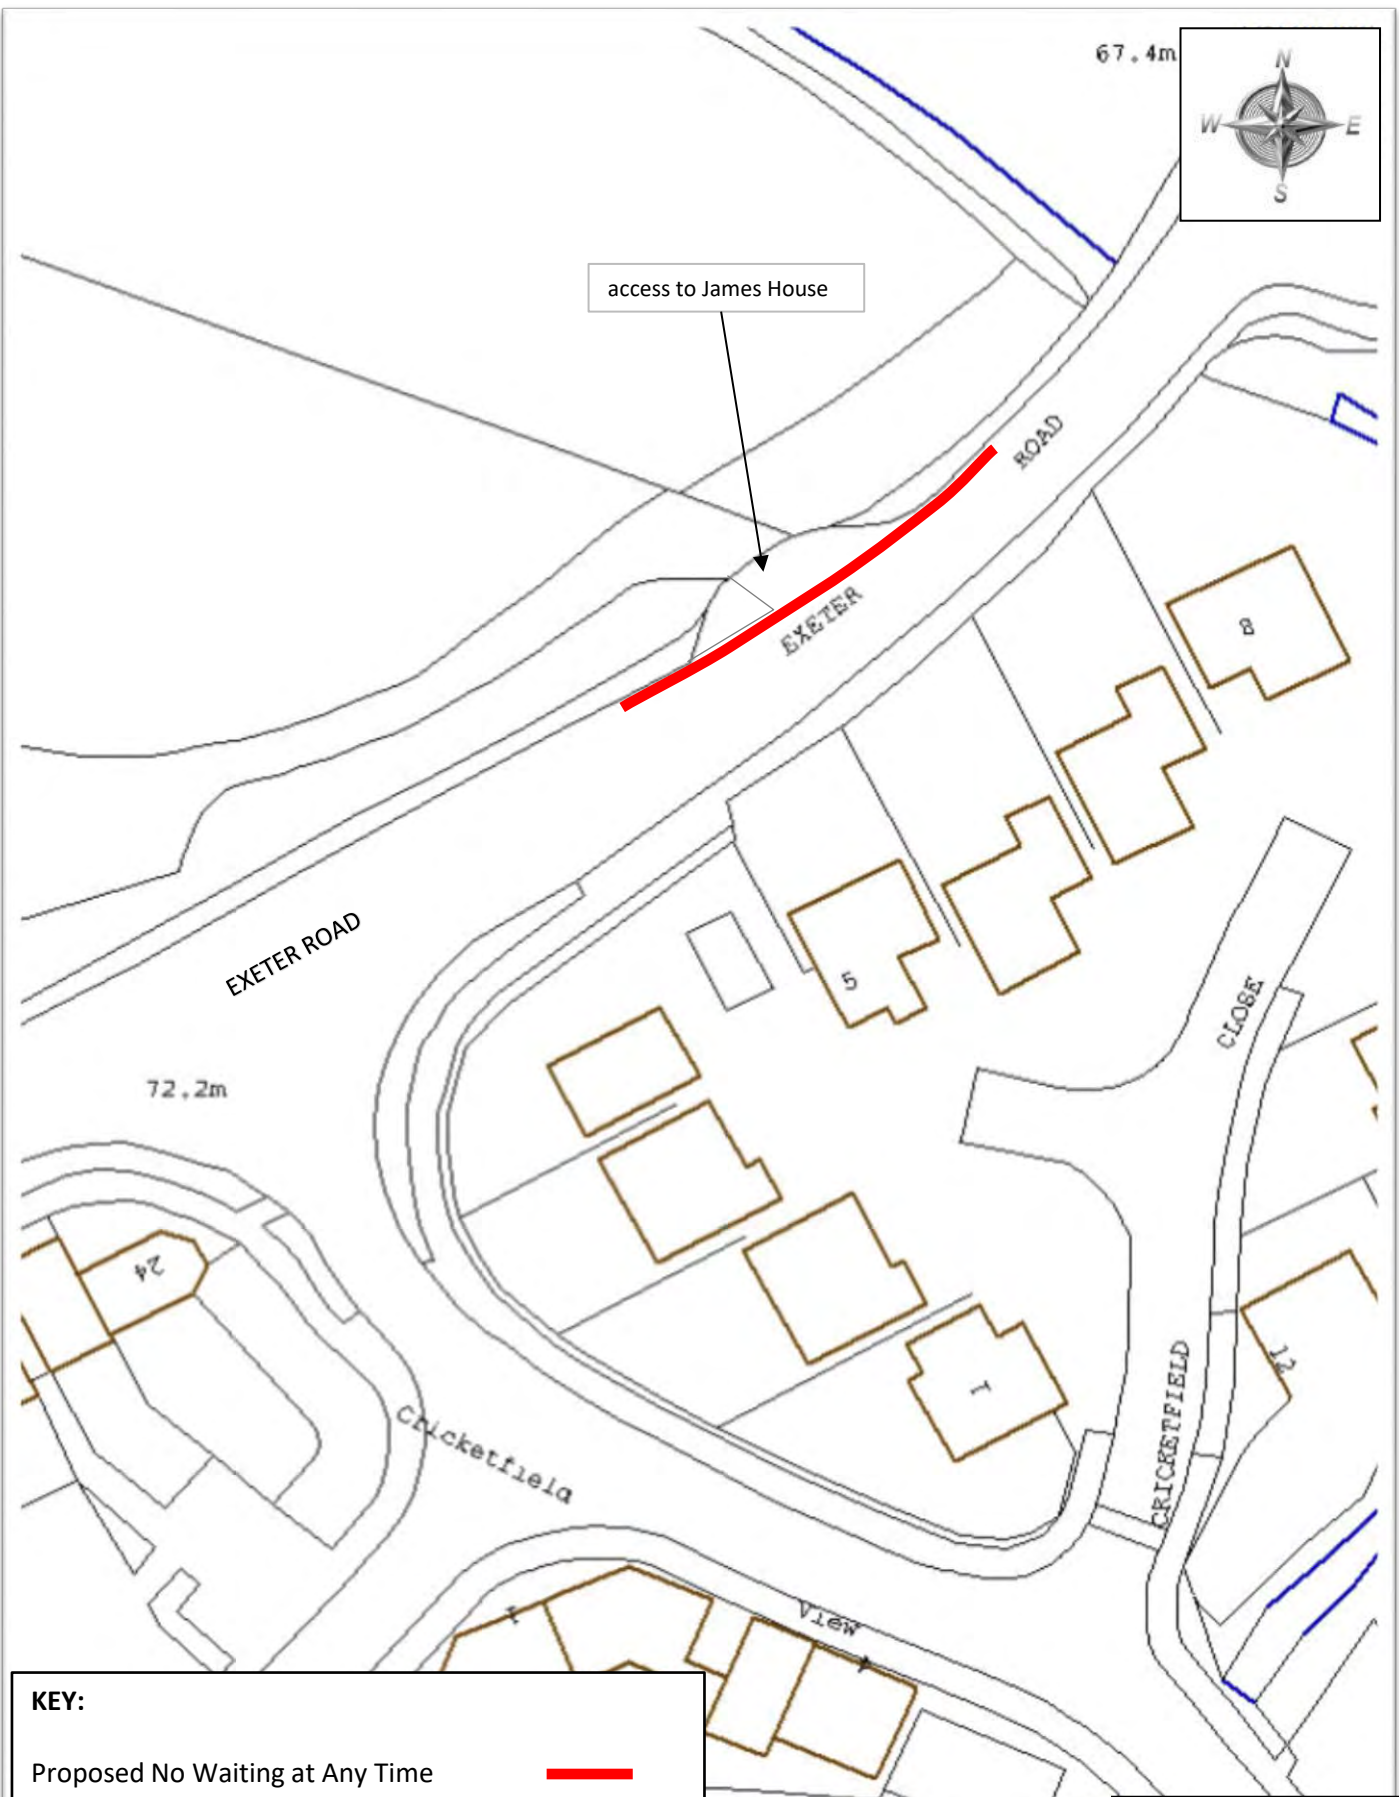 67.4m
N
W E
S
access to James House
ROAD
EXETER
8
5
EXETER ROAD
CLOSE
72.2m
24
12
1
CRICKETFIELD
Cricketfield
View
1
KEY:
Proposed No Waiting at Any Time